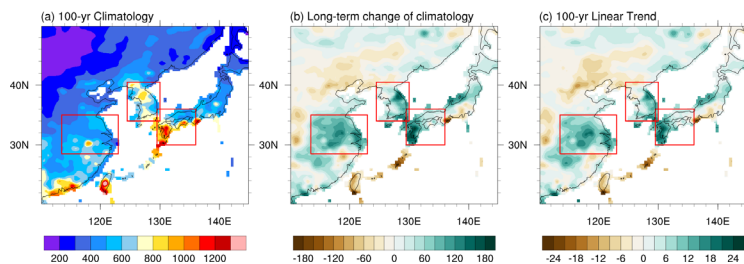 (a) 100-yr Climatology
(b) Long-term change of climatology
(c) 100-yr Linear Trend
40N
30N
120E 130E 140E
40N
30N
120E 130E 140E
40N
30N
120E 130E 140E
200 400 600 800 1000 1200
-180 -120 -60 0 60 120 180
-24 -18 -12 -6 0 6 12 18 24